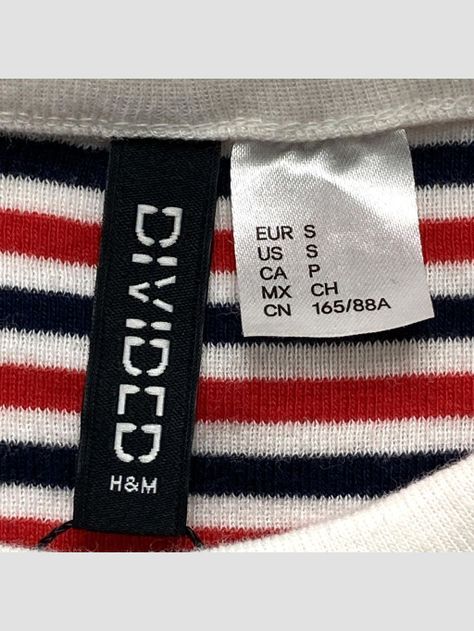 DIVIDED
H&M
EUR S
US S
CA P
MX CH
CN 165/88A